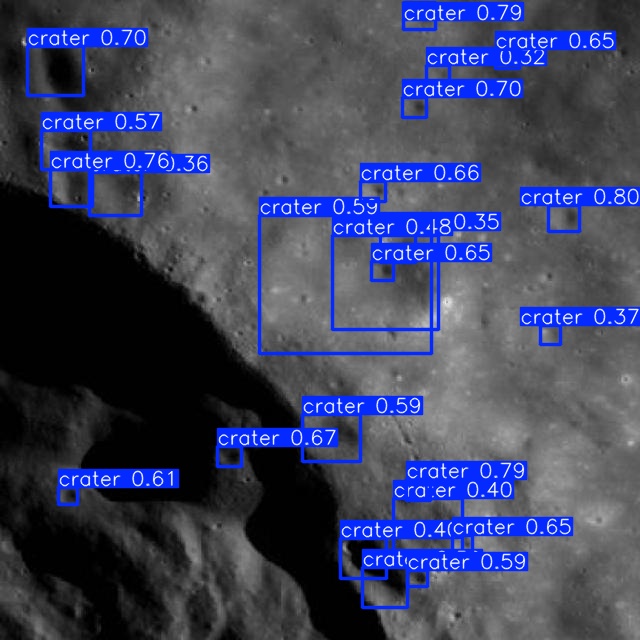 crater 0.79
crater 0.70
crater 0.65
crater 0.32
crater 0.70
crater 0.57
crater 0.76
0.36
crater 0.66
crater 0.80
crater 0.59
0.35
crater 0.48
crater 0.65
crater 0.37
crater 0.59
crater 0.67
crater 0.79
crater 0.61
0.40
crater 0.65
crater
crater 0.59